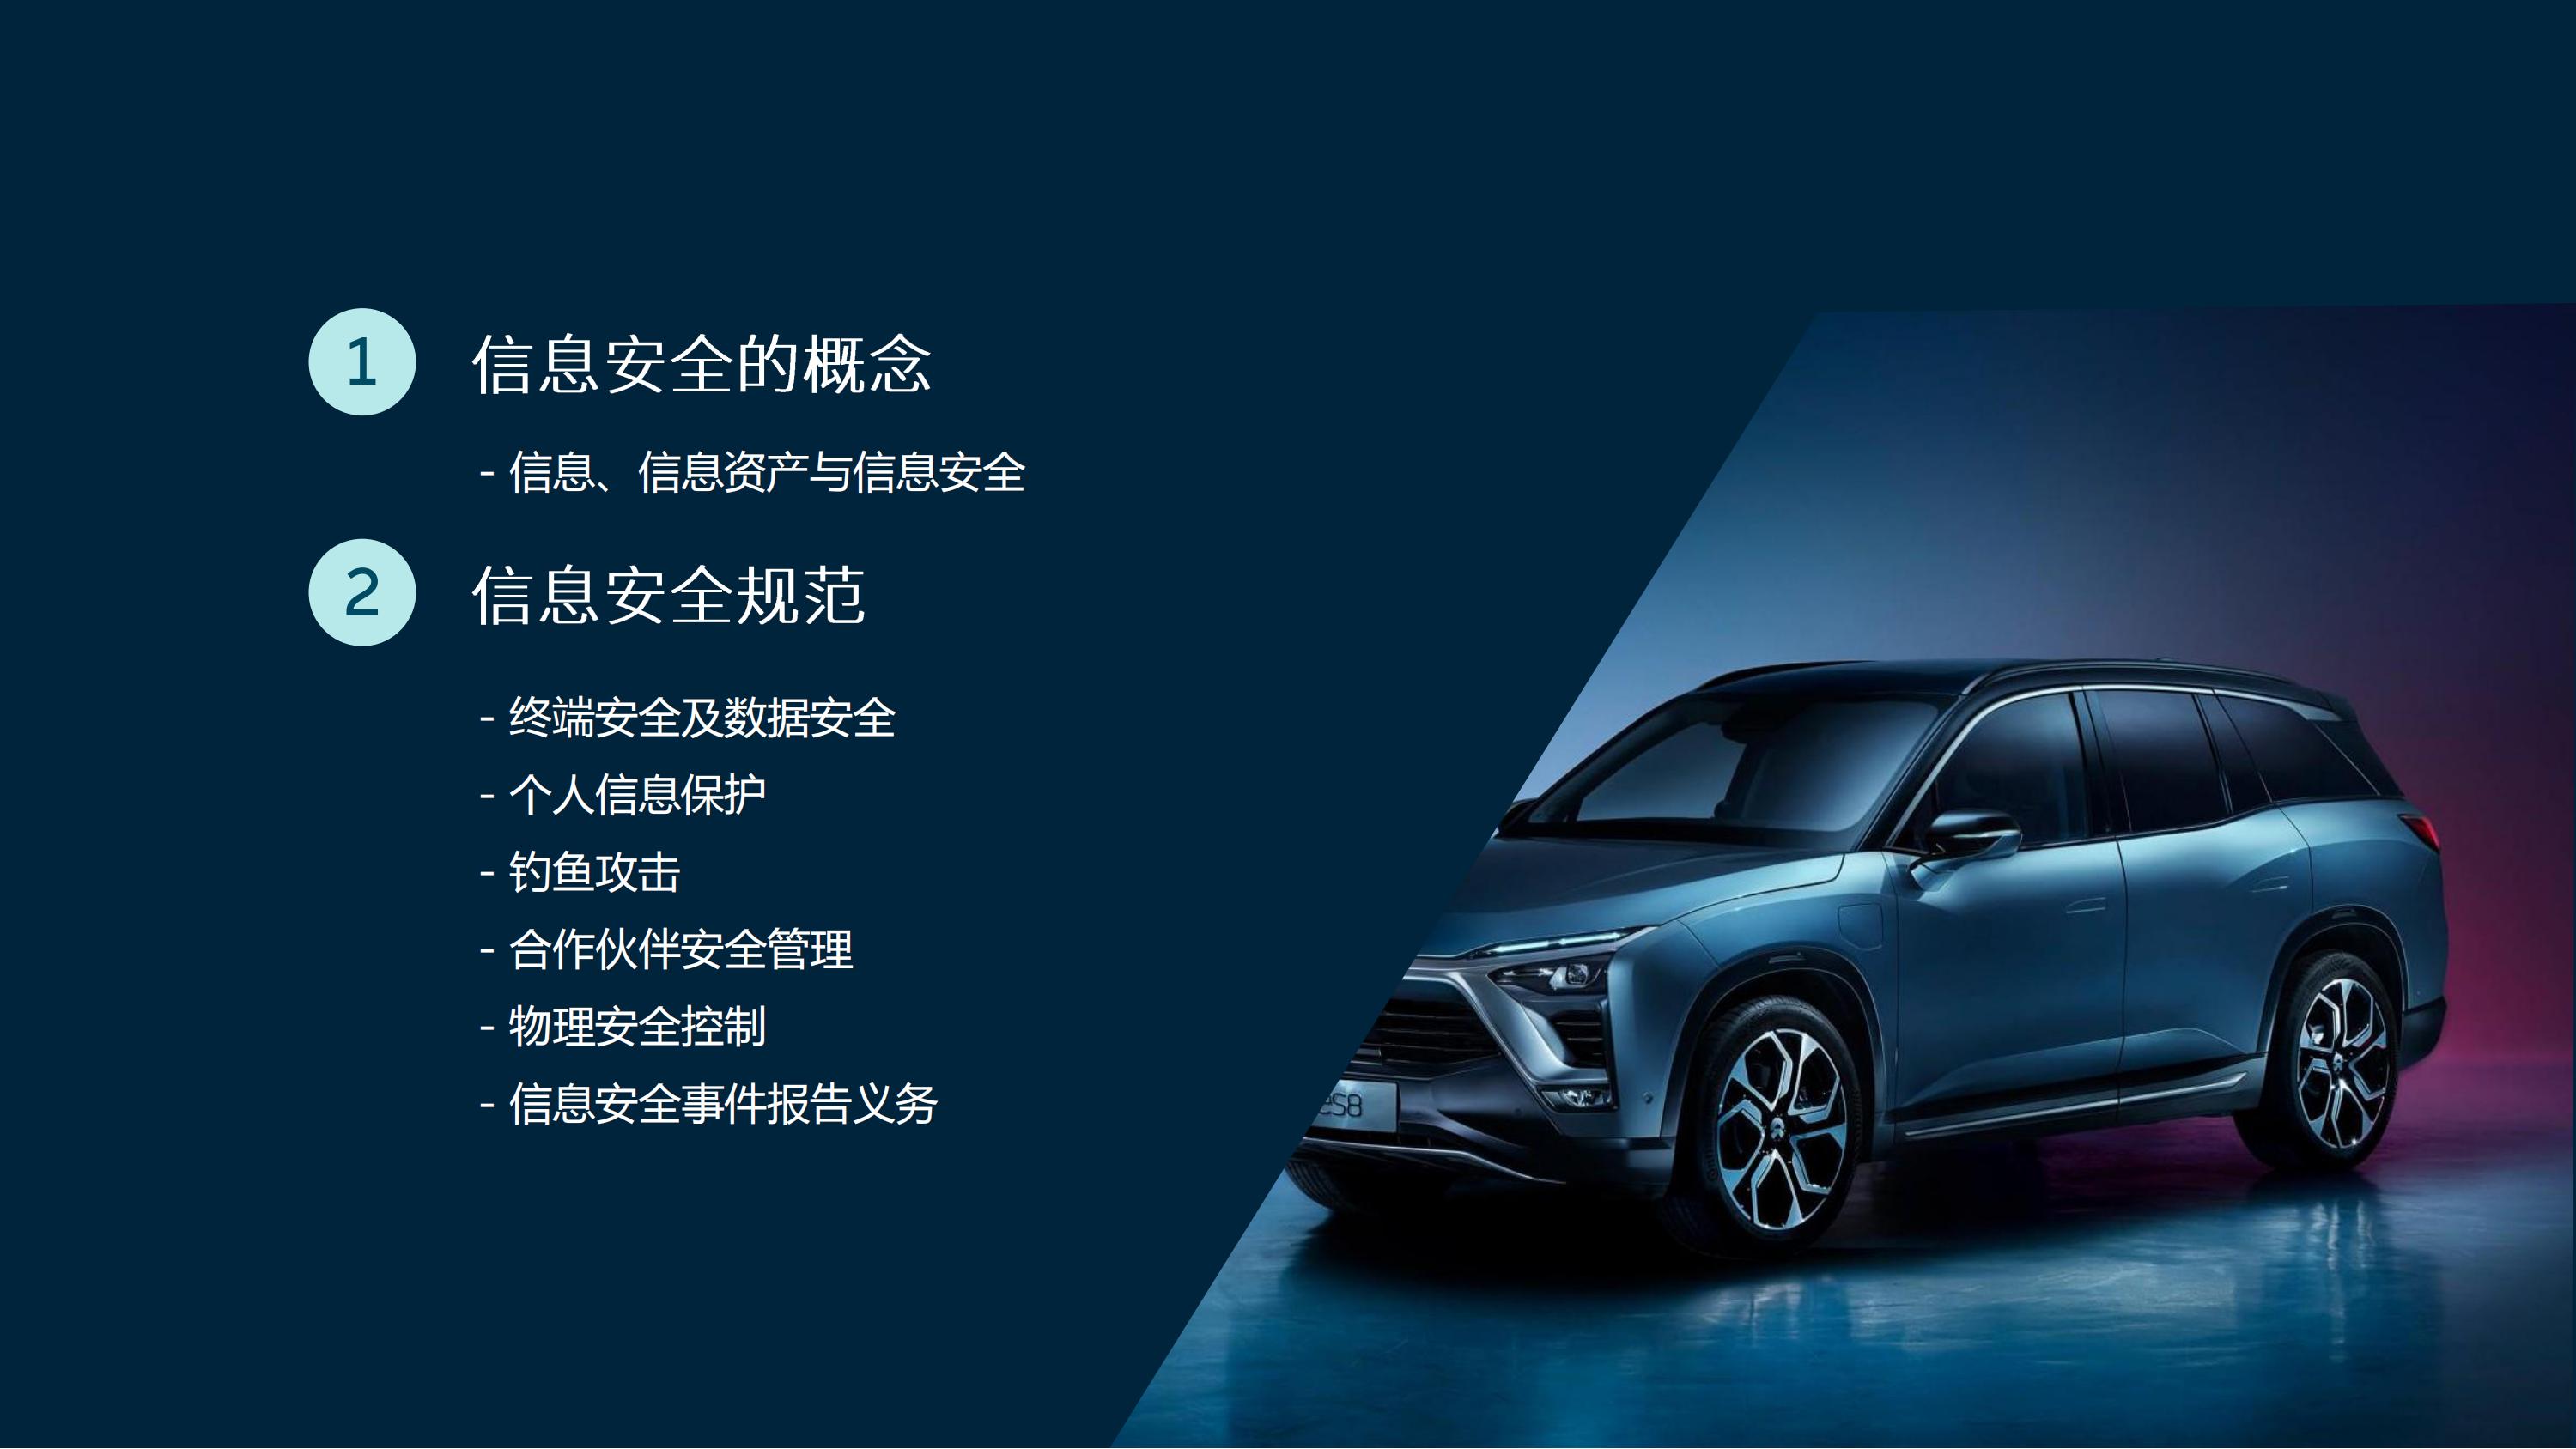 1 信息安全的概念
- 信息、信息资产与信息安全
2 信息安全规范
- 终端安全及数据安全
- 个人信息保护
- 钓鱼攻击
- 合作伙伴安全管理
- 物理安全控制
- 信息安全事件报告义务
eS8